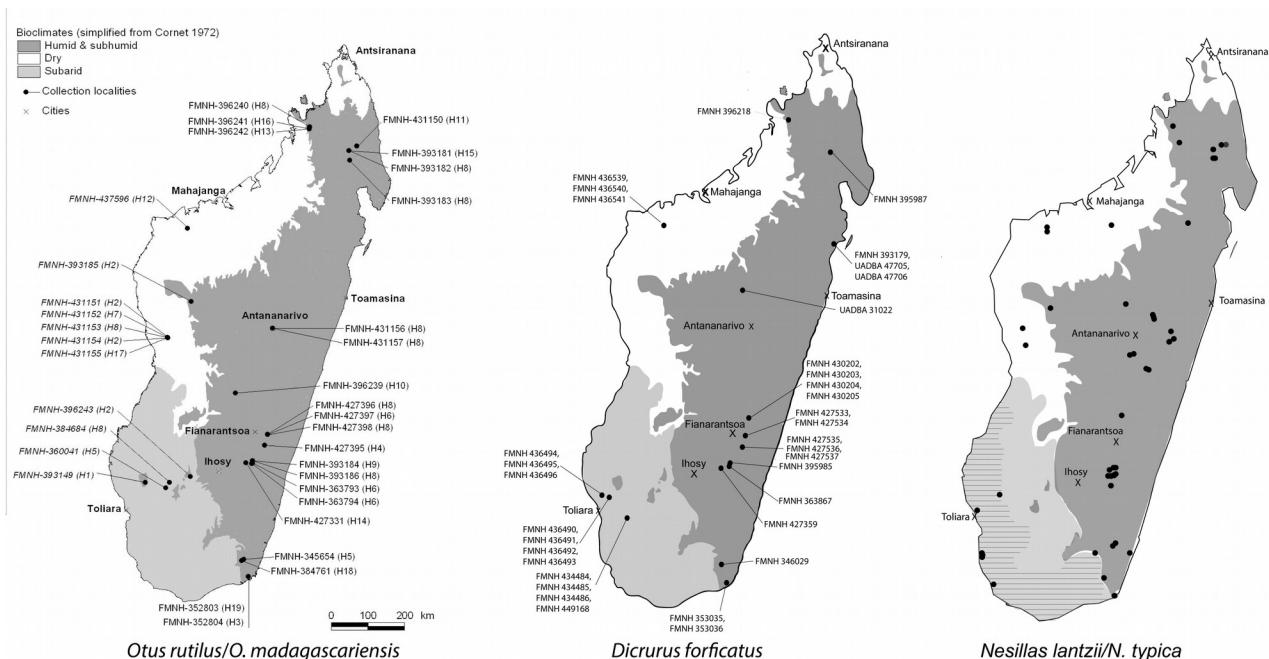 Bioclimates (simplified from Cornet 1972)
Humid & subhumid
Dry
Subarid
Collection localities
Cities
Antsiranana
FMNH-396240 (H8)
FMNH-396241 (H16)
FMNH-396242 (H13)
FMNH-431150 (H11)
FMNH-393181 (H15)
FMNH-393182 (H8)
FMNH-393183 (H8)
Mahajanga
FMNH-437596 (H12)
FMNH-393185 (H2)
FMNH-431151 (H2)
FMNH-431152 (H7)
FMNH-431153 (H8)
FMNH-431154 (H2)
FMNH-431155 (H17)
Toamasina
Antananarivo
FMNH-431156 (H8)
FMNH-431157 (H8)
FMNH-396239 (H10)
FMNH-427396 (H8)
FMNH-427397 (H6)
FMNH-427398 (H8)
Fianarantsoa
FMNH-427395 (H4)
FMNH-396243 (H2)
FMNH-384684 (H8)
FMNH-360041 (H5)
FMNH-393149 (H1)
Ihosy
FMNH-393184 (H9)
FMNH-393186 (H8)
FMNH-363793 (H6)
FMNH-363794 (H6)
FMNH-427331 (H14)
Toliara
FMNH-345654 (H5)
FMNH-384761 (H18)
FMNH-352803 (H19)
FMNH-352804 (H3)
0 100 200
km
Otus rutilus/O. madagascariensis
Antsiranana
FMNH 396218
FMNH 436539,
FMNH 436540,
FMNH 436541
Mahajanga
FMNH 395987
FMNH 393179,
UADBA 47705,
UADBA 47706
Toamasina
UADBA 31022
Antananarivo
FMNH 430202,
FMNH 430203,
FMNH 430204,
FMNH 430205
FMNH 427533,
FMNH 427534
Fianarantsoa
FMNH 427535,
FMNH 427536,
FMNH 427537
FMNH 395985
Ihosy
FMNH 436494,
FMNH 436495,
FMNH 436496
FMNH 363867
Toliara
FMNH 427359
FMNH 436490,
FMNH 436491,
FMNH 436492,
FMNH 436493
FMNH 346029
FMNH 434484,
FMNH 434485,
FMNH 434486,
FMNH 449168
FMNH 353035,
FMNH 353036
Dicrurus forficatus
Antsiranana
Mahajanga
Toamasina
Antananarivo
Fianarantsoa
Ihosy
Toliara
Nesillas lantzii/N. typica